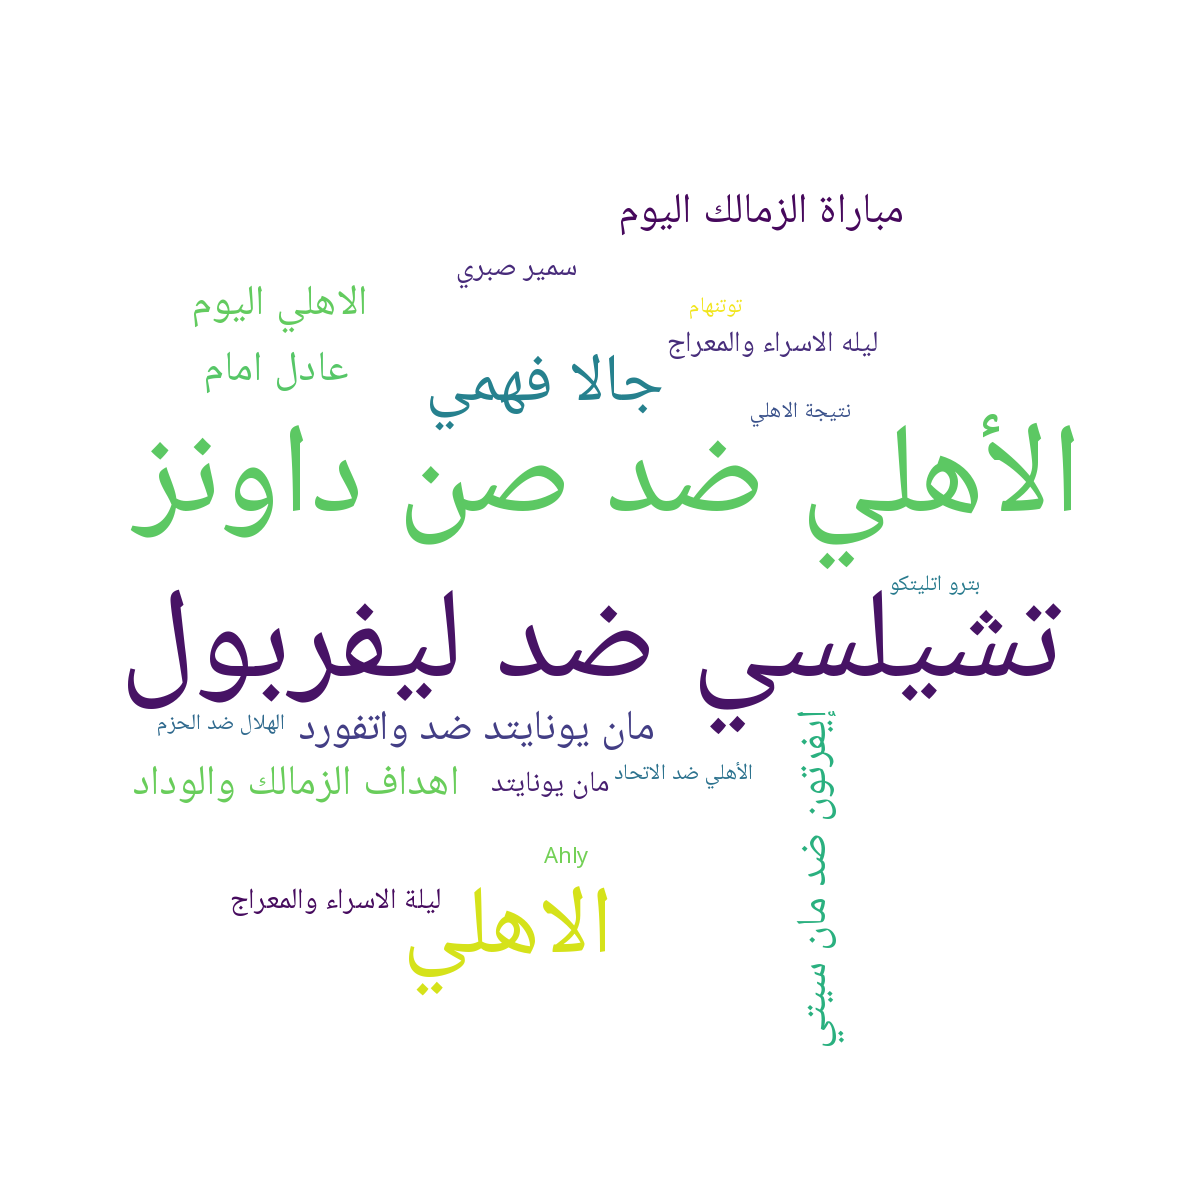 مباراة الزمالك اليوم
سمير صبري
الاهلي اليوم
توتنهام
ليله الاسراء والمعراج
عادل امام
جالا فهمي
نتيجة الاهلي
الأهلي ضد صن داونز
بترو اتليتكو
تشيلسي ضد ليفربول
الهلال ضد الحزم
مان يونايتد ضد واتفورد
إيفرتون ضد مان سيتي
الأهلي ضد الاتحاد
مان يونايتد
اهداف الزمالك والوداد
Ahly
ليلة الاسراء والمعراج
الاهلي